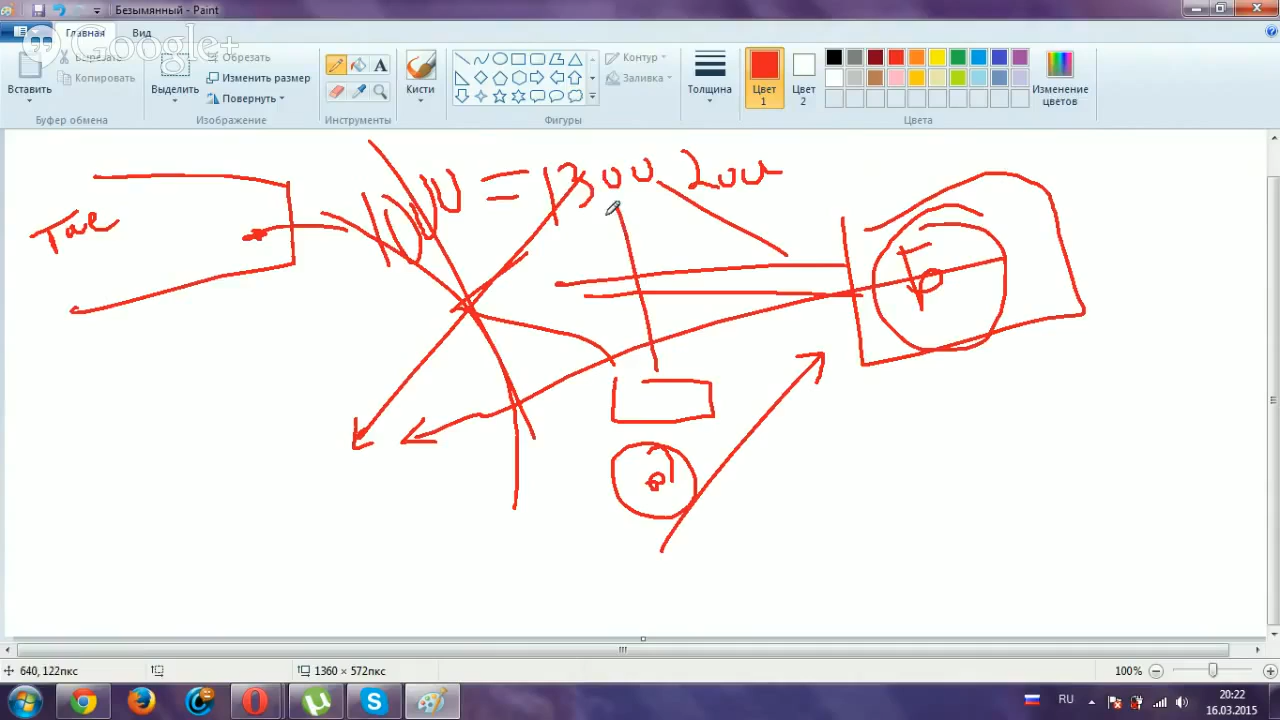 Безымянный - Paint
Главная
Вид
Google+
Вставить
Вырезать
Копировать
Буфер обмена
Выделить
Обрезать
Изменить размер
Повернуть
Изображение
A
Инструменты
Кисти
Фигуры
Контур
Заливка
Толщина
Цвет 1
Цвет 2
Цвета
Изменение цветов
1000 = 1300 200
640, 122пкс
1360 × 572пкс
100%
RU
20:22
16.03.2015